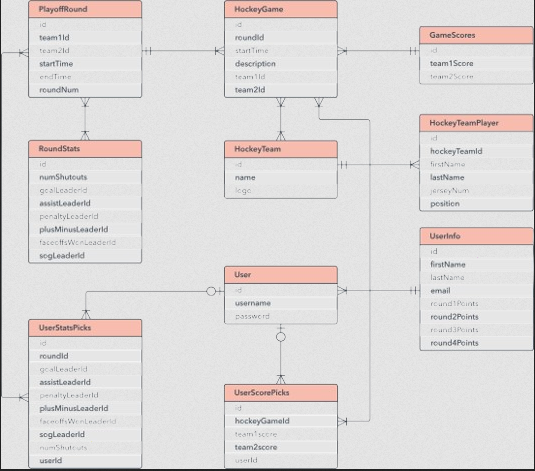 PlayoffRound
id
team1Id
team2Id
startTime
endTime
roundNum
HockeyGame
id
roundId
startTime
description
team1Id
team2Id
GameScores
id
team1Score
team2Score
RoundStats
id
numShutouts
goalLeaderId
assistLeaderId
penaltyLeaderId
plusMinusLeaderId
faceoffsWonLeaderId
sogLeaderId
HockeyTeam
id
name
logo
HockeyTeamPlayer
id
hockeyTeamId
firstName
lastName
jerseyNum
position
UserInfo
id
firstName
lastName
email
round1Points
round2Points
round3Points
round4Points
User
id
username
password
UserStatsPicks
id
roundId
goalLeaderId
assistLeaderId
penaltyLeaderId
plusMinusLeaderId
faceoffsWonLeaderId
sogLeaderId
numShutouts
userId
UserScorePicks
id
hockeyGameId
team1score
team2score
userId